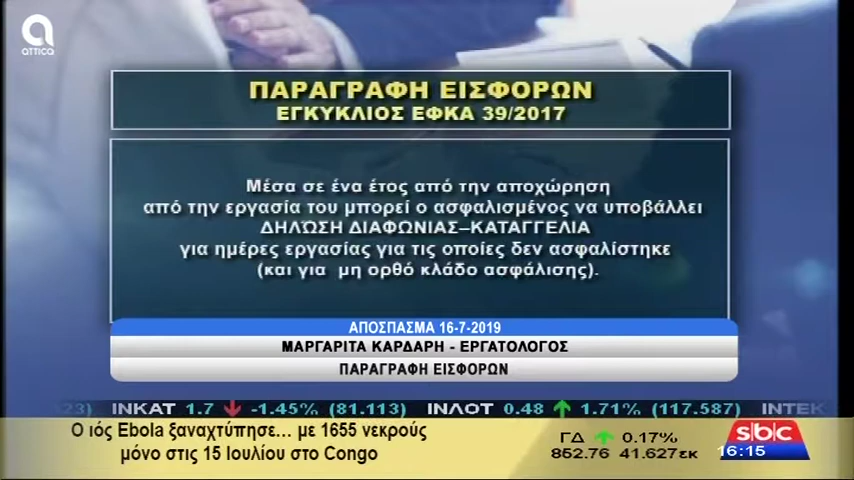 attica
ΠΑΡΑΓΡΑΦΗ ΕΙΣΦΟΡΩΝ
ΕΓΚΥΚΛΙΟΣ ΕΦΚΑ 39/2017
Μέσα σε ένα έτος από την αποχώρηση
από την εργασία του μπορεί ο ασφαλισμένος να υποβάλλει
ΔΗΛΏΣΗ ΔΙΑΦΩΝΙΑΣ–ΚΑΤΑΓΓΕΛΙΑ
για ημέρες εργασίας για τις οποίες δεν ασφαλίστηκε
(και για μη ορθό κλάδο ασφάλισης).
ΑΠΟΣΠΑΣΜΑ 16-7-2019
ΜΑΡΓΑΡΙΤΑ ΚΑΡΔΑΡΗ - ΕΡΓΑΤΟΛΟΓΟΣ
ΠΑΡΑΓΡΑΦΗ ΕΙΣΦΟΡΩΝ
23) ΙΝΚΑΤ 1.7 -1.45% (81.113) ΙΝΛΟΤ 0.48 1.71% (117.587) ΙΝΤΕΚ
Ο ιός Ebola ξαναχτύπησε... με 1655 νεκρούς
μόνο στις 15 Ιουλίου στο Congo
ΓΔ 0.17%
852.76 41.627εκ
sbc
16:15